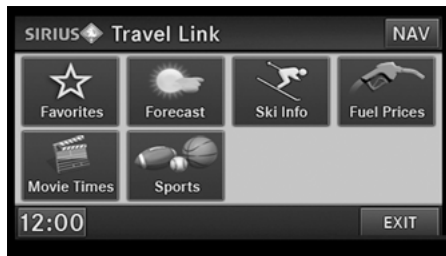 SIRIUS Travel Link NAV
Favorites Forecast Ski Info Fuel Prices
Movie Times Sports
12:00 EXIT